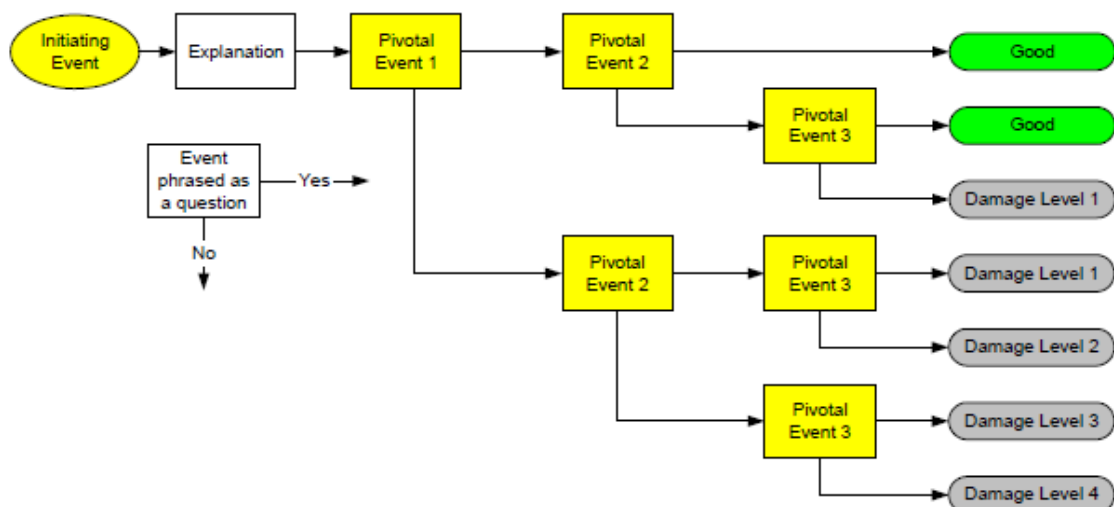 Initiating
Event
Explanation
Pivotal
Event 1
Pivotal
Event 2
Good
Pivotal
Event 3
Good
Event
phrased as
a question
Yes
No
Damage Level 1
Pivotal
Event 2
Pivotal
Event 3
Damage Level 1
Damage Level 2
Pivotal
Event 3
Damage Level 3
Damage Level 4